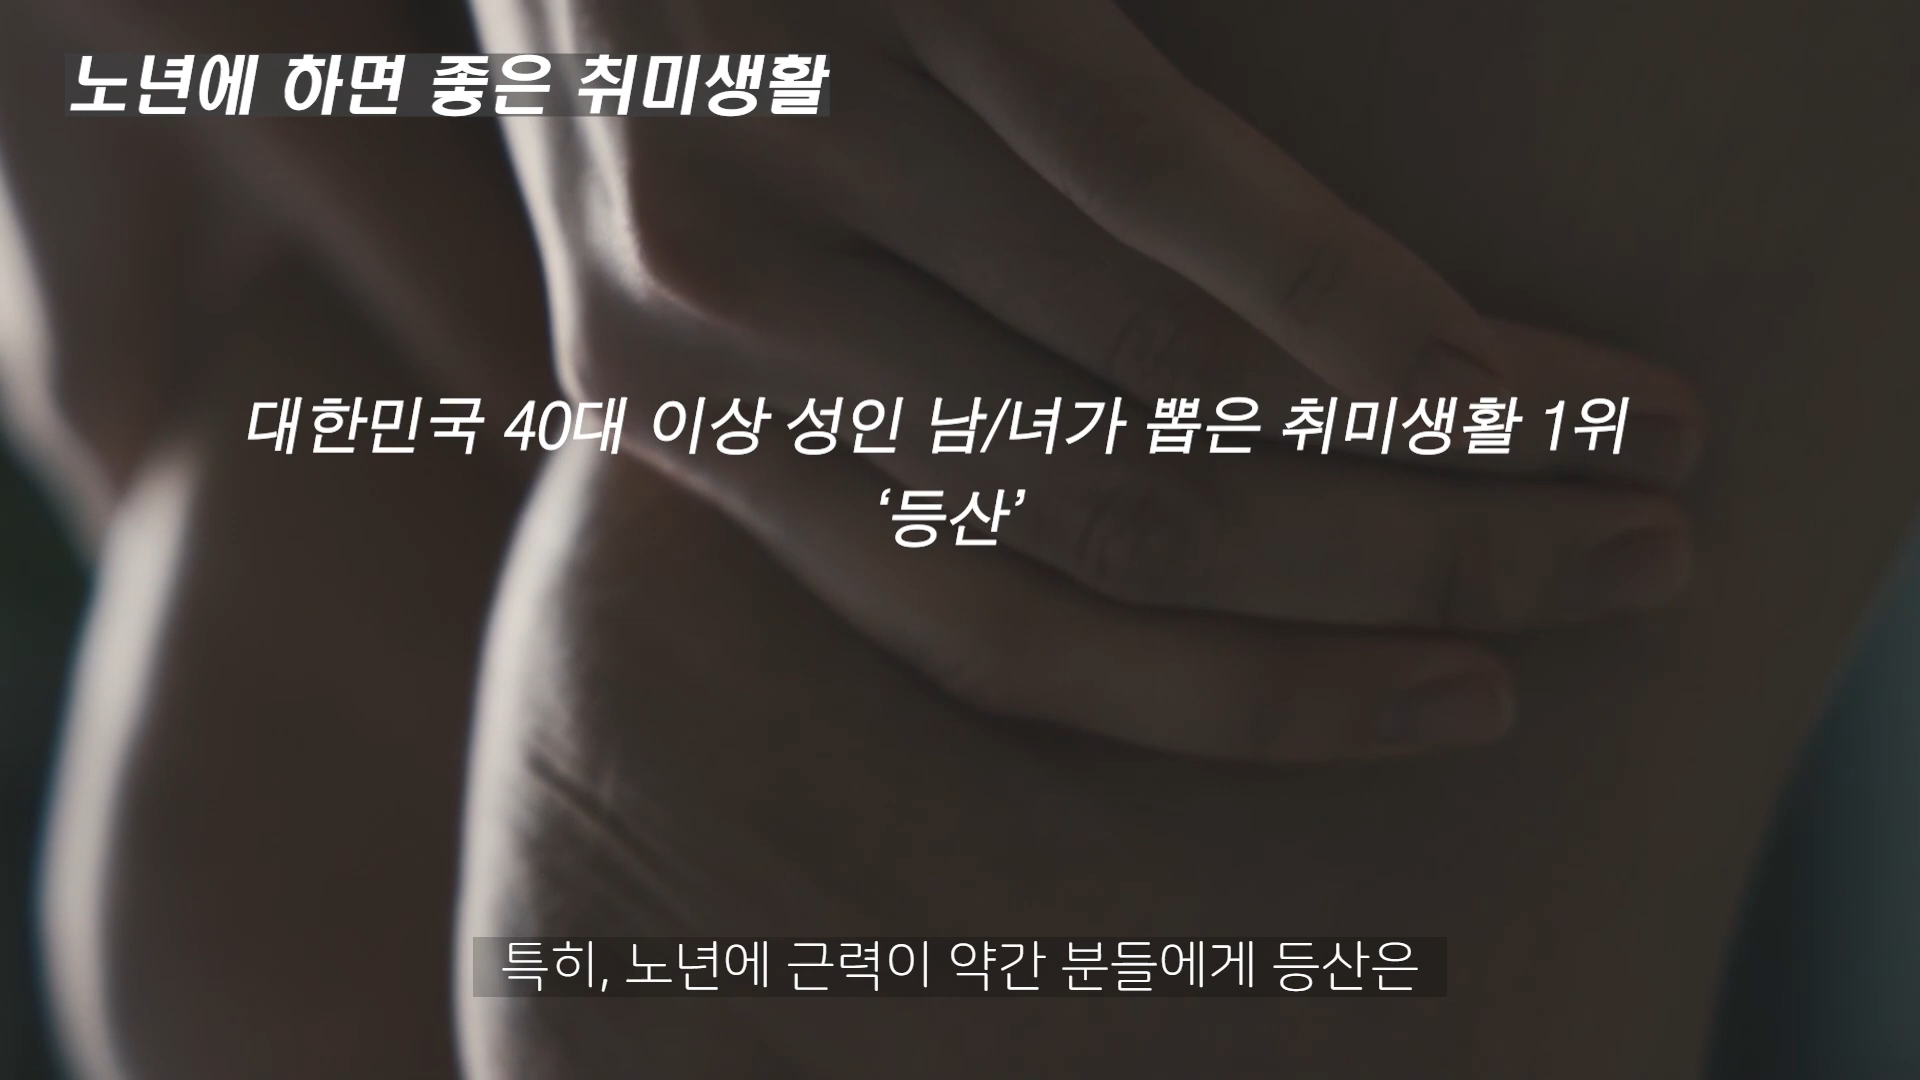 노년에 하면 좋은 취미생활
대한민국 40대 이상 성인 남/녀가 뽑은 취미생활 1위
‘등산’
특히, 노년에 근력이 약간 분들에게 등산은